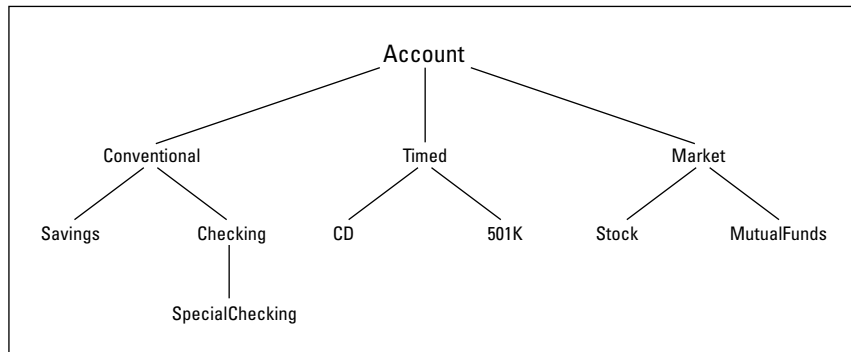 Account
Conventional Timed Market
Savings Checking CD 501K Stock MutualFunds
SpecialChecking